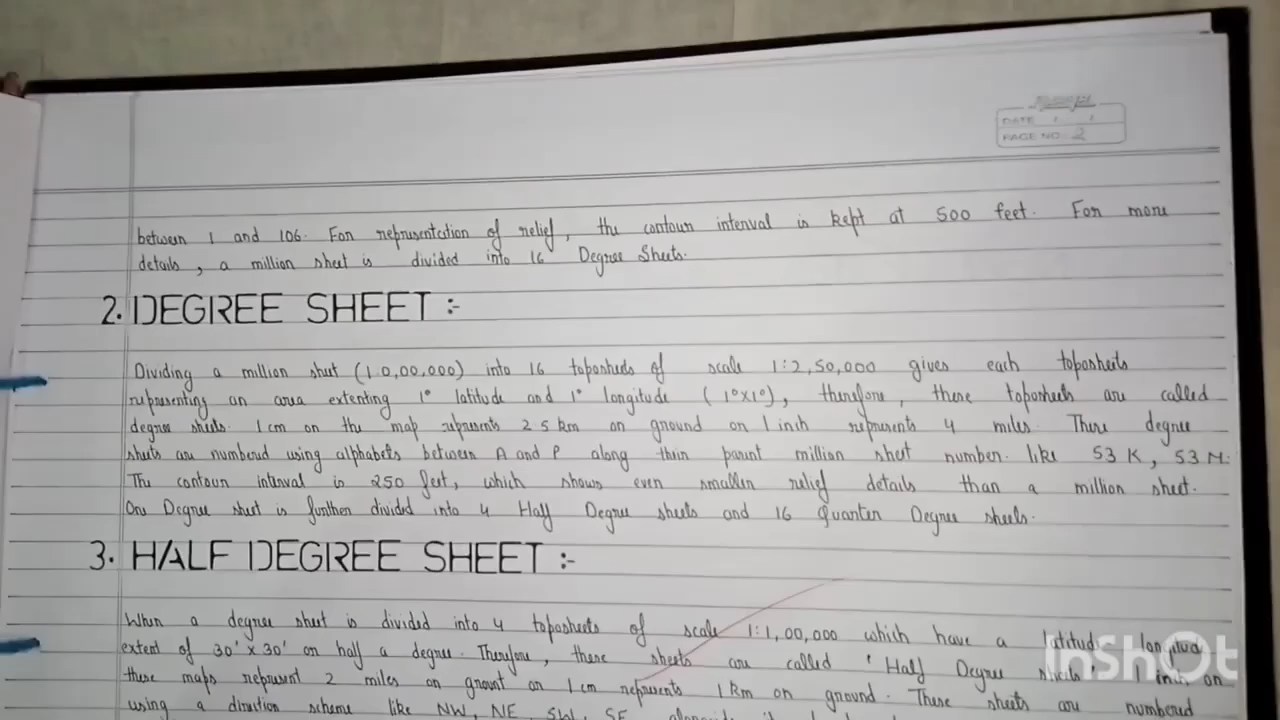 DATE / /
PAGE NO. 2
between 1 and 106. For representation of relief, the contour interval is kept at 500 feet. For more
details, a million sheet is divided into 16 Degree Sheets.
2. DEGREE SHEET :-
Dividing a million sheet (1 0,00,000) into 16 toposheets of scale 1:2,50,000 gives each toposheets
representing an area extenting 1° latitude and 1° longitude (1°x1°), therefore, these toposheets are called
degree sheets. 1 cm on the map represents 2.5 km on ground or 1 inch represents 4 miles. These degree
sheets are numbered using alphabets between A and P along their parent million sheet number. like 53 K, 53 M.
The contour interval is 250 feet, which shows even smaller relief details than a million sheet.
One Degree sheet is further divided into 4 Half Degree sheets and 16 Quarter Degree sheets.
3. HALF DEGREE SHEET :-
When a degree sheet is divided into 4 toposheets of scale 1:1,00,000 which have a latitude longitud
extent of 30' x 30' or half a degree. Therefore, these sheets are called 'Half Degree 1 inch on
these maps represent 2 miles on grount or 1 cm represents 1 km on ground. These sheets are numbered
using a direction scheme like NW, NE, SW, SE
InShOt